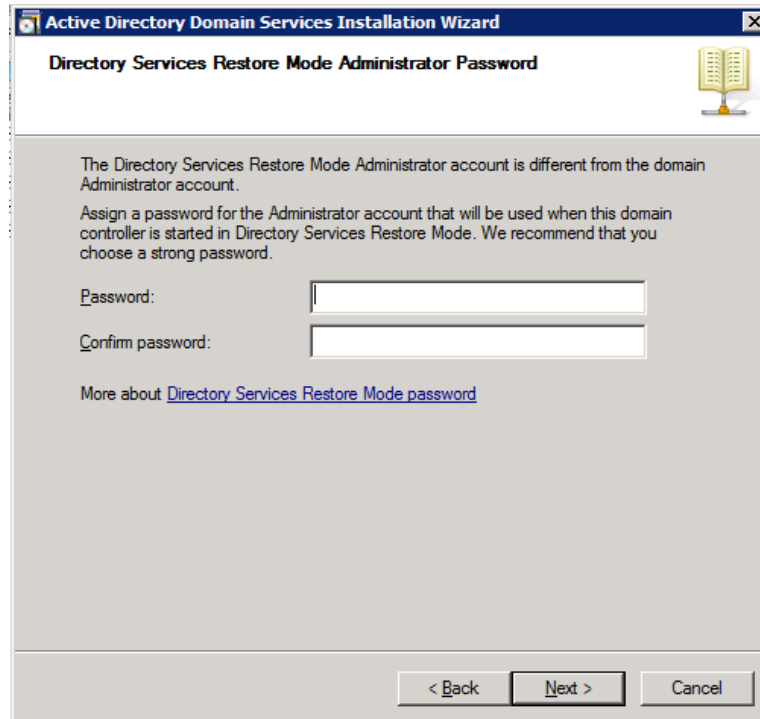 Active Directory Domain Services Installation Wizard
Directory Services Restore Mode Administrator Password
The Directory Services Restore Mode Administrator account is different from the domain
Administrator account.
Assign a password for the Administrator account that will be used when this domain
controller is started in Directory Services Restore Mode. We recommend that you
choose a strong password.
Password:
Confirm password:
More about Directory Services Restore Mode password
< Back
Next >
Cancel